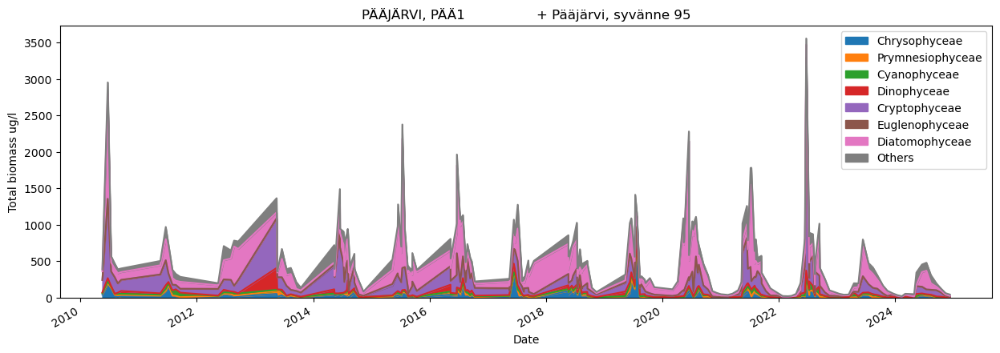 PÄÄJÄRVI, PÄÄ1 + Pääjärvi, syvänne 95
Total biomass ug/l
3500
3000
2500
2000
1500
1000
500
0
Chrysophyceae
Prymnesiophyceae
Cyanophyceae
Dinophyceae
Cryptophyceae
Euglenophyceae
Diatomophyceae
Others
2010
2012
2014
2016
2018
2020
2022
2024
Date